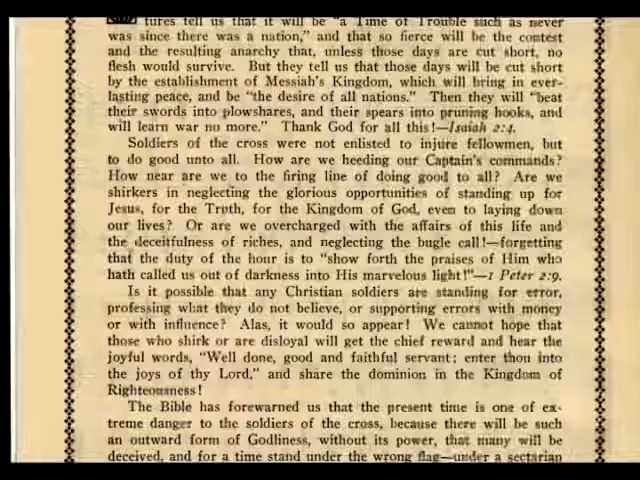 tures tell us that it will be "a Time of Trouble such as never
was since there was a nation," and that so fierce will be the contest
and the resulting anarchy that, unless those days are cut short, no
flesh would survive. But they tell us that those days will be cut short
by the establishment of Messiah's Kingdom, which will bring in ever-
lasting peace, and be "the desire of all nations." Then they will "beat
their swords into plowshares, and their spears into pruning hooks, and
will learn war no more." Thank God for all this!—Isaiah 2:4.
Soldiers of the cross were not enlisted to injure fellowmen, but
to do good unto all. How are we heeding our Captain's commands?
How near are we to the firing line of doing good to all? Are we
shirkers in neglecting the glorious opportunities of standing up for
Jesus, for the Truth, for the Kingdom of God, even to laying down
our lives? Or are we overcharged with the affairs of this life and
the deceitfulness of riches, and neglecting the bugle call!—forgetting
that the duty of the hour is to "show forth the praises of Him who
hath called us out of darkness into His marvelous light!"—1 Peter 2:9.
Is it possible that any Christian soldiers are standing for error,
professing what they do not believe, or supporting errors with money
or with influence? Alas, it would so appear! We cannot hope that
those who shirk or are disloyal will get the chief reward and hear the
joyful words, "Well done, good and faithful servant; enter thou into
the joys of thy Lord," and share the dominion in the Kingdom of
Righteousness!
The Bible has forewarned us that the present time is one of ex-
treme danger to the soldiers of the cross, because there will be such
an outward form of Godliness, without its power, that many will be
deceived, and for a time stand under the wrong flag—under a sectarian